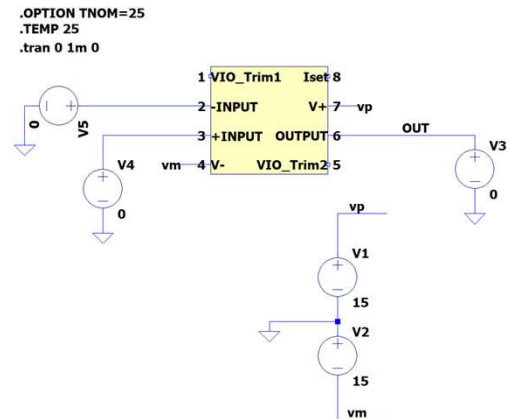 .OPTION TNOM=25
.TEMP 25
.tran 0 1m 0
1 VIO_Trim1 Iset 8
2 -INPUT V+ 7 vp
3 +INPUT OUTPUT 6 OUT
vm 4 V- VIO_Trim2 5
V5
0
V4
0
V3
0
vp
V1
15
V2
15
vm